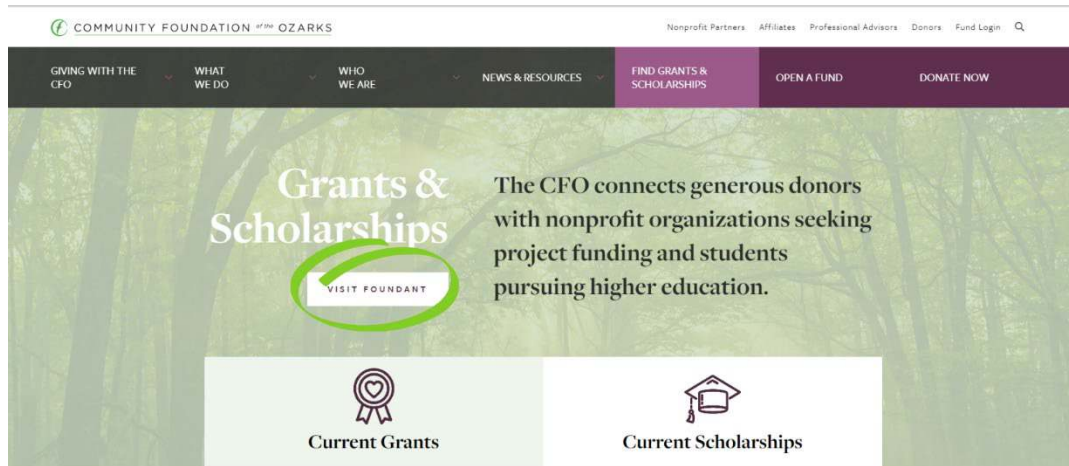 COMMUNITY FOUNDATION of the OZARKS
Nonprofit Partners Affiliates Professional Advisors Donors Fund Login
GIVING WITH THE
CFO
WHAT
WE DO
WHO
WE ARE
NEWS & RESOURCES
FIND GRANTS &
SCHOLARSHIPS
OPEN A FUND
DONATE NOW
Grants &
Scholarships
VISIT FOUNDANT
The CFO connects generous donors
with nonprofit organizations seeking
project funding and students
pursuing higher education.
Current Grants
Current Scholarships